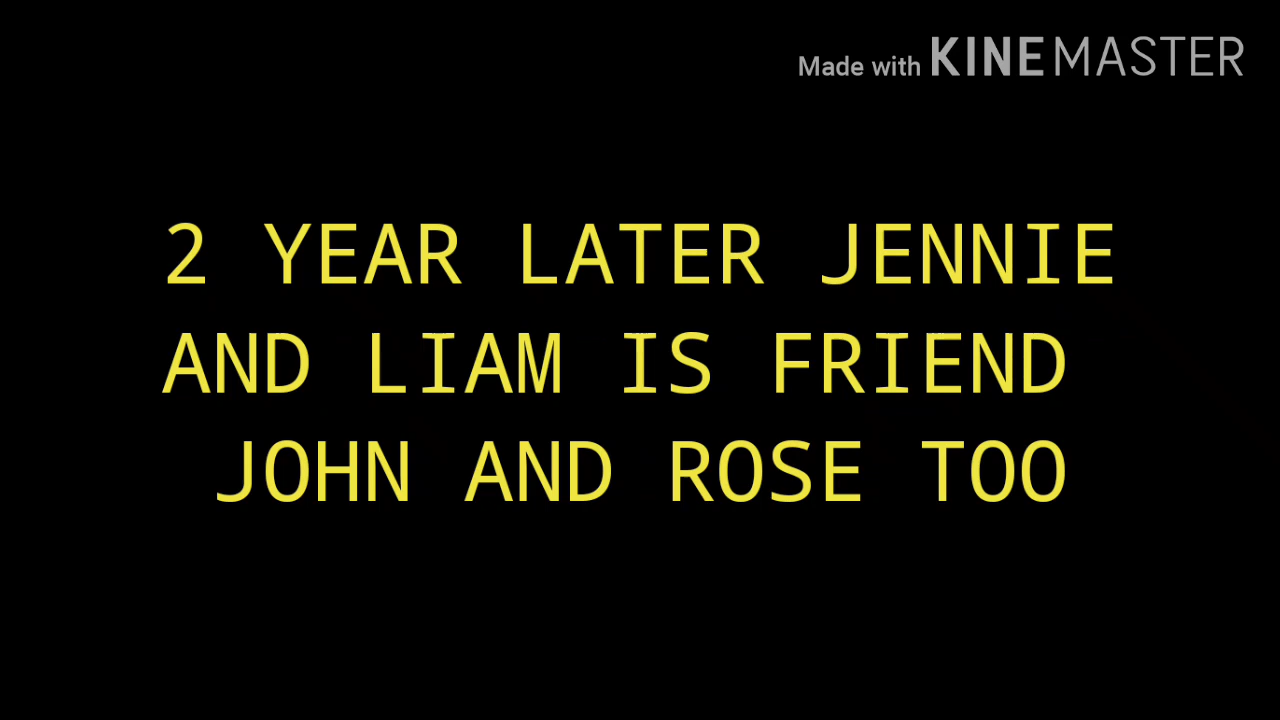 Made with KINEMASTER
2 YEAR LATER JENNIE
AND LIAM IS FRIEND
JOHN AND ROSE TOO